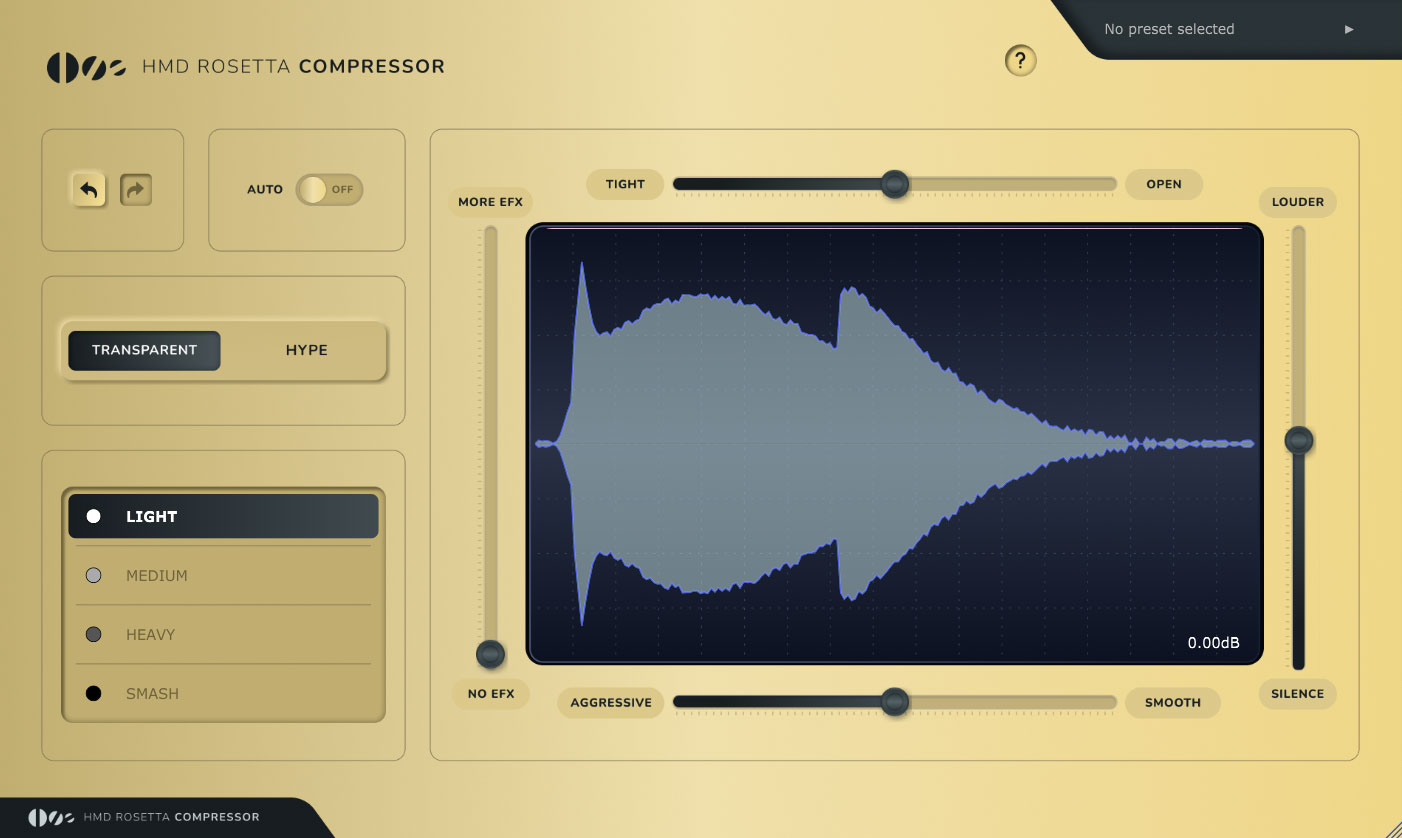 No preset selected
HMD ROSETTA COMPRESSOR
?
AUTO
OFF
TIGHT
OPEN
MORE EFX
LOUDER
TRANSPARENT
HYPE
LIGHT
MEDIUM
HEAVY
SMASH
0.00dB
NO EFX
AGGRESSIVE
SMOOTH
SILENCE
HMD ROSETTA COMPRESSOR